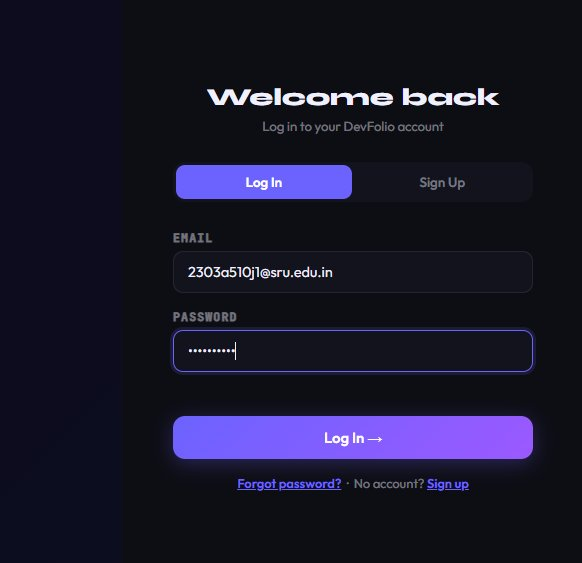 Welcome back
Log in to your DevFolio account
Log In Sign Up
EMAIL
2303a510j1@sru.edu.in
PASSWORD
••••••••••
Log In →
Forgot password? · No account? Sign up